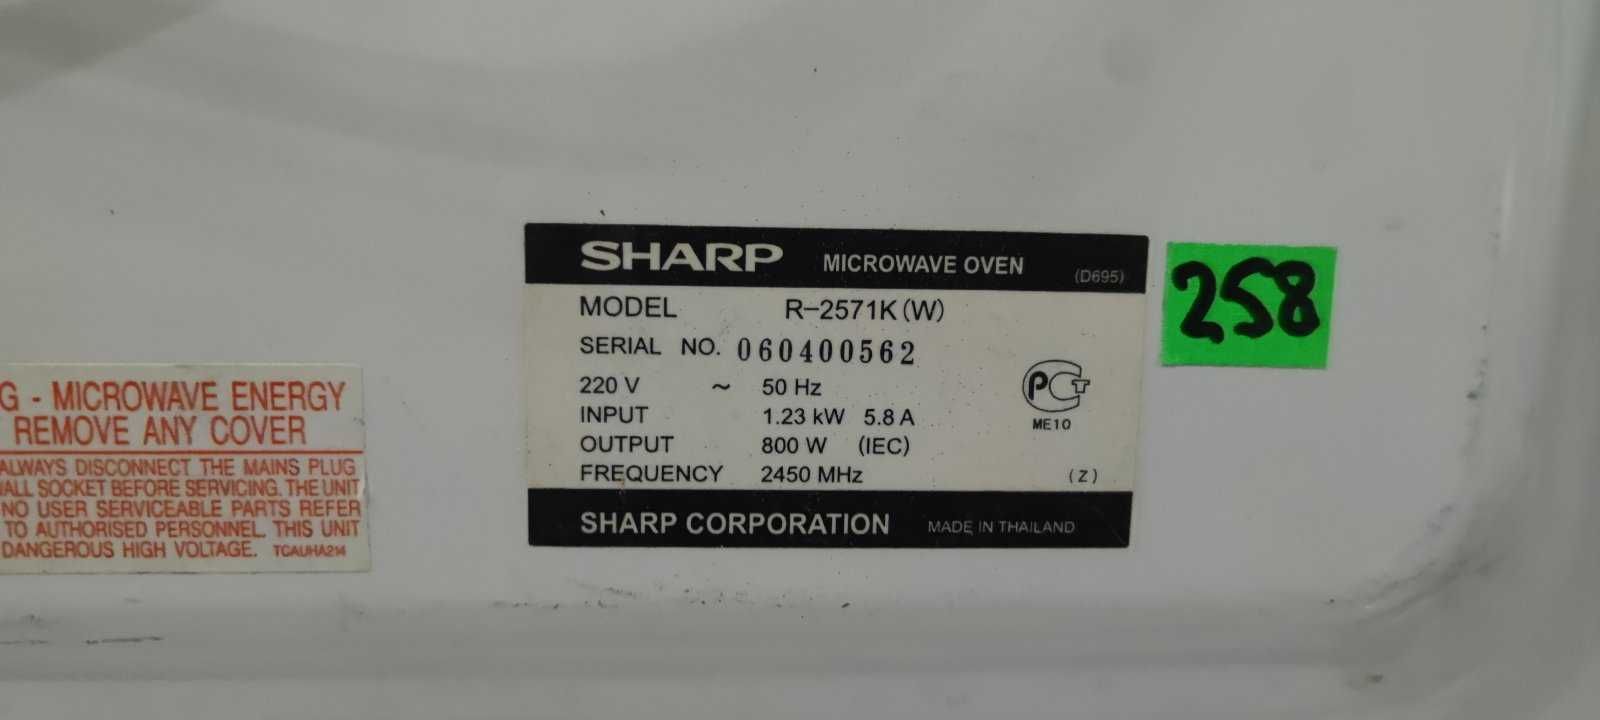 SHARP MICROWAVE OVEN (D695)
MODEL R-2571K(W)
SERIAL NO. 060400562
220 V ~ 50 Hz
INPUT 1.23 kW 5.8 A
OUTPUT 800 W (IEC)
FREQUENCY 2450 MHz
РСТ
ME10
(Z)
SHARP CORPORATION MADE IN THAILAND
258
G - MICROWAVE ENERGY
REMOVE ANY COVER
ALWAYS DISCONNECT THE MAINS PLUG
SOCKET BEFORE SERVICING. THE UNIT
NO USER SERVICEABLE PARTS REFER
TO AUTHORISED PERSONNEL. THIS UNIT
DANGEROUS HIGH VOLTAGE. TCAUHA214